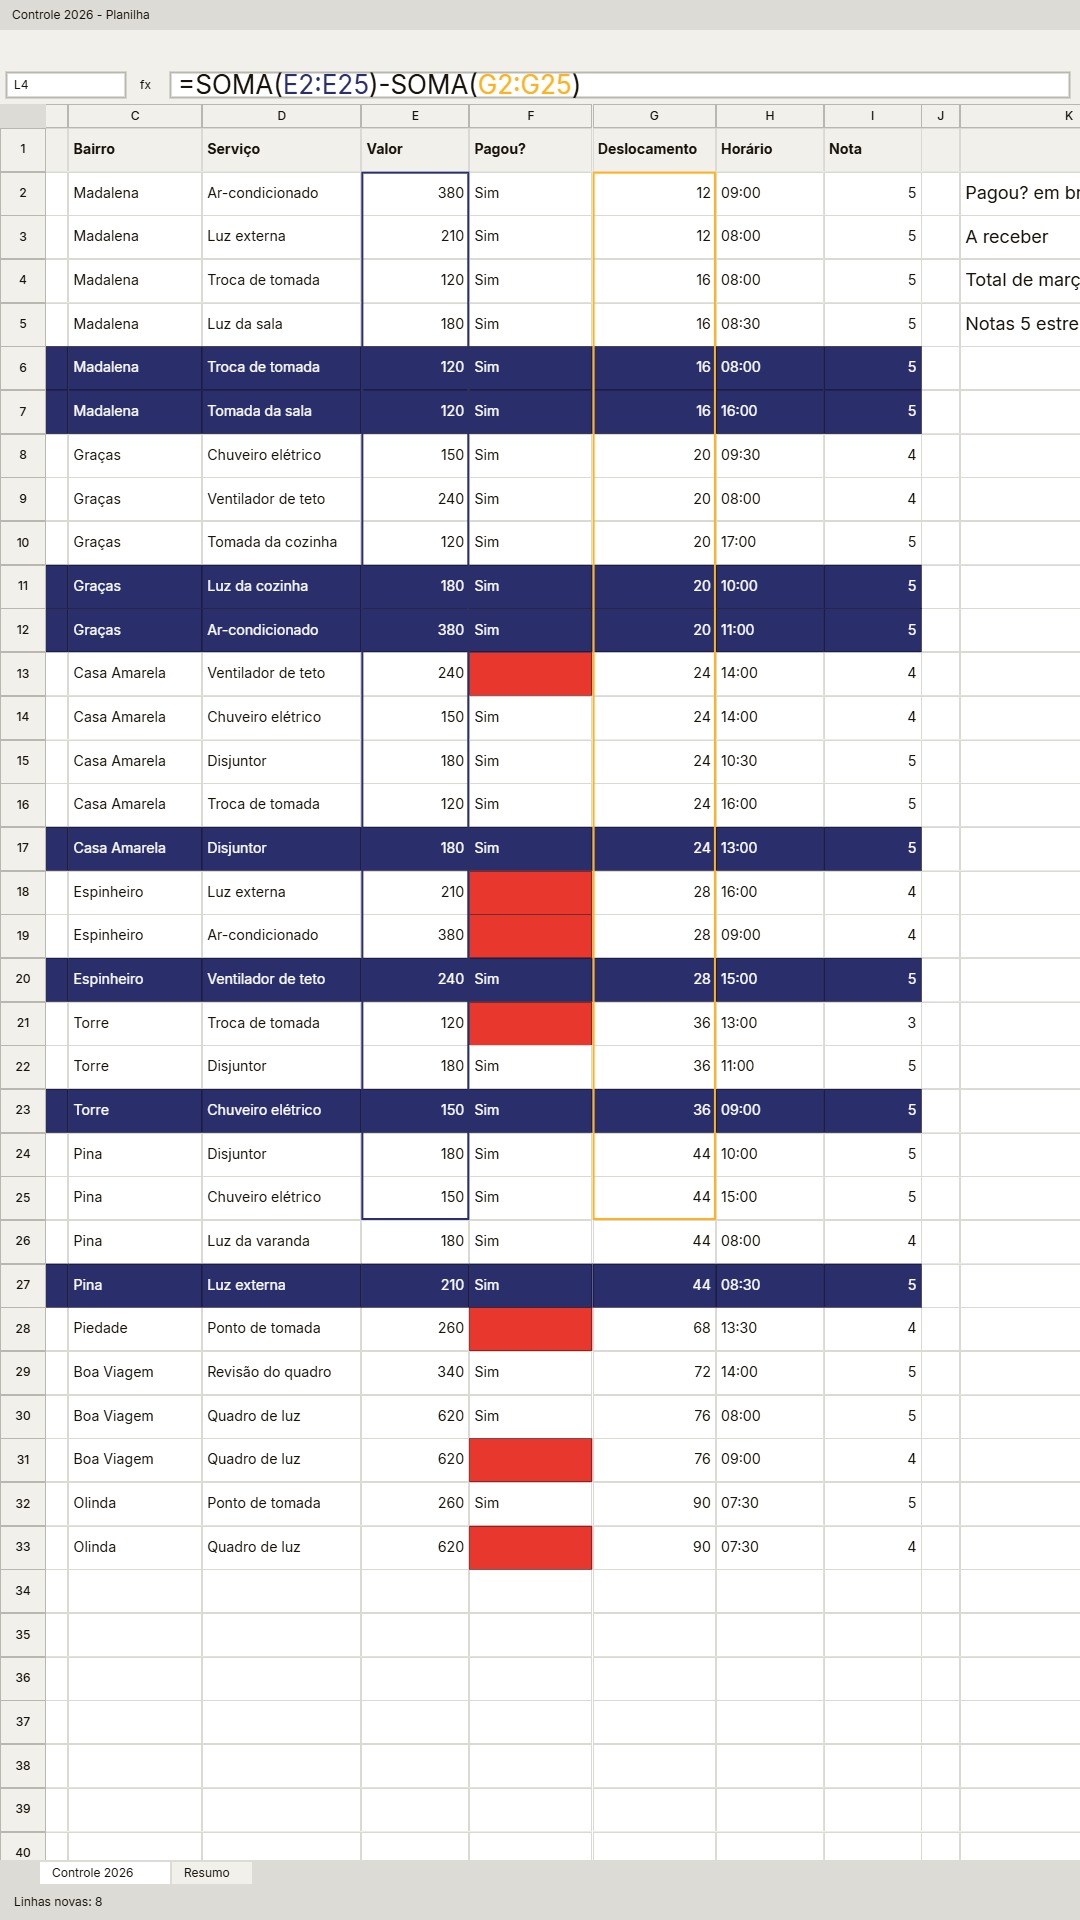 Controle 2026 - Planilha
L4 fx =SOMA(E2:E25)-SOMA(G2:G25)
C D E F G H I J K
1 Bairro Serviço Valor Pagou? Deslocamento Horário Nota
2 Madalena Ar-condicionado 380 Sim 12 09:00 5 Pagou? em br
3 Madalena Luz externa 210 Sim 12 08:00 5 A receber
4 Madalena Troca de tomada 120 Sim 16 08:00 5 Total de març
5 Madalena Luz da sala 180 Sim 16 08:30 5 Notas 5 estre
6 Madalena Troca de tomada 120 Sim 16 08:00 5
7 Madalena Tomada da sala 120 Sim 16 16:00 5
8 Graças Chuveiro elétrico 150 Sim 20 09:30 4
9 Graças Ventilador de teto 240 Sim 20 08:00 4
10 Graças Tomada da cozinha 120 Sim 20 17:00 5
11 Graças Luz da cozinha 180 Sim 20 10:00 5
12 Graças Ar-condicionado 380 Sim 20 11:00 5
13 Casa Amarela Ventilador de teto 240 24 14:00 4
14 Casa Amarela Chuveiro elétrico 150 Sim 24 14:00 4
15 Casa Amarela Disjuntor 180 Sim 24 10:30 5
16 Casa Amarela Troca de tomada 120 Sim 24 16:00 5
17 Casa Amarela Disjuntor 180 Sim 24 13:00 5
18 Espinheiro Luz externa 210 28 16:00 4
19 Espinheiro Ar-condicionado 380 28 09:00 4
20 Espinheiro Ventilador de teto 240 Sim 28 15:00 5
21 Torre Troca de tomada 120 36 13:00 3
22 Torre Disjuntor 180 Sim 36 11:00 5
23 Torre Chuveiro elétrico 150 Sim 36 09:00 5
24 Pina Disjuntor 180 Sim 44 10:00 5
25 Pina Chuveiro elétrico 150 Sim 44 15:00 5
26 Pina Luz da varanda 180 Sim 44 08:00 4
27 Pina Luz externa 210 Sim 44 08:30 5
28 Piedade Ponto de tomada 260 68 13:30 4
29 Boa Viagem Revisão do quadro 340 Sim 72 14:00 5
30 Boa Viagem Quadro de luz 620 Sim 76 08:00 5
31 Boa Viagem Quadro de luz 620 76 09:00 4
32 Olinda Ponto de tomada 260 Sim 90 07:30 5
33 Olinda Quadro de luz 620 90 07:30 4
34
35
36
37
38
39
40
Controle 2026 Resumo
Linhas novas: 8